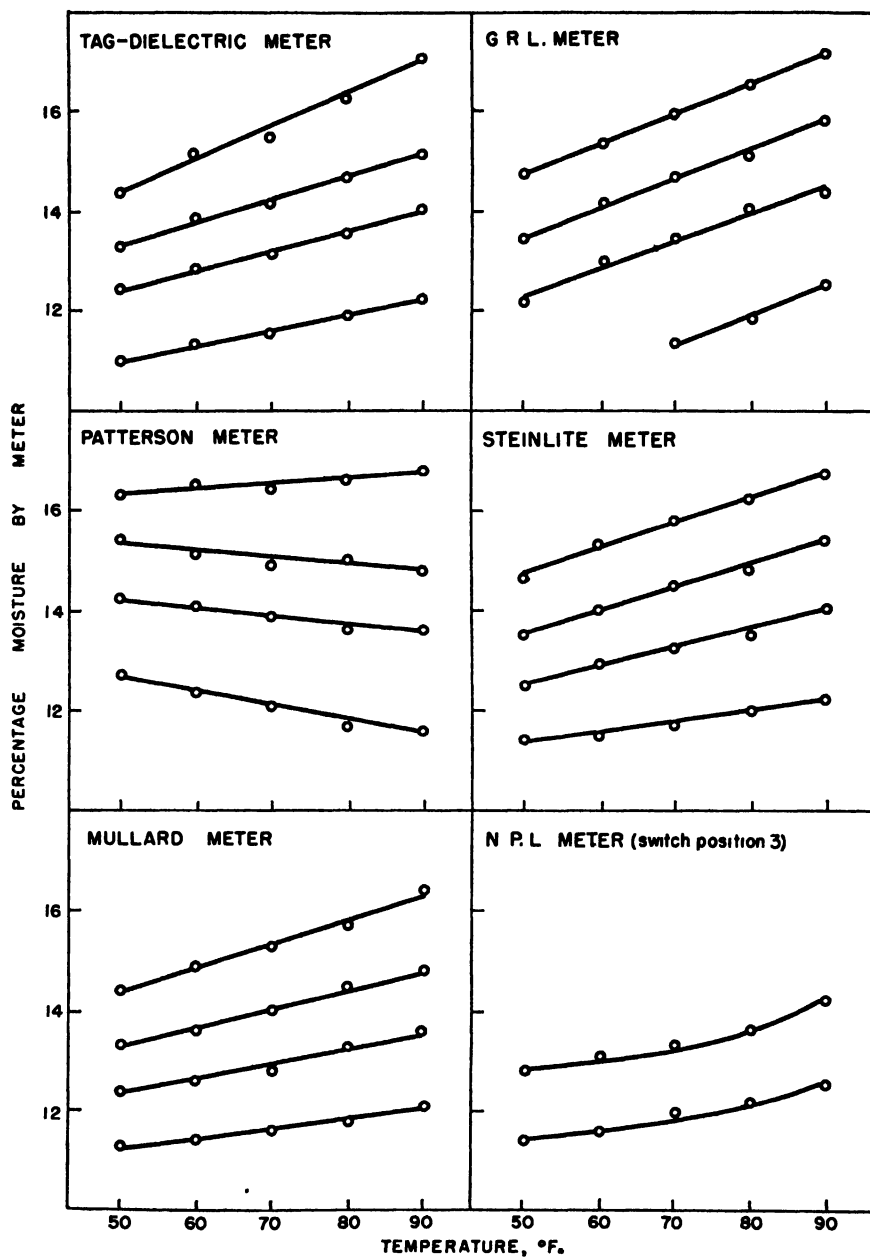 TAG-DIELECTRIC METER
G R L. METER
16
14
12
PATTERSON METER
STEINLITE METER
16
14
12
MULLARD METER
N P.L METER (switch position 3)
16
14
12
50 60 70 80 90
50 60 70 80 90
TEMPERATURE, °F.
PERCENTAGE MOISTURE BY METER